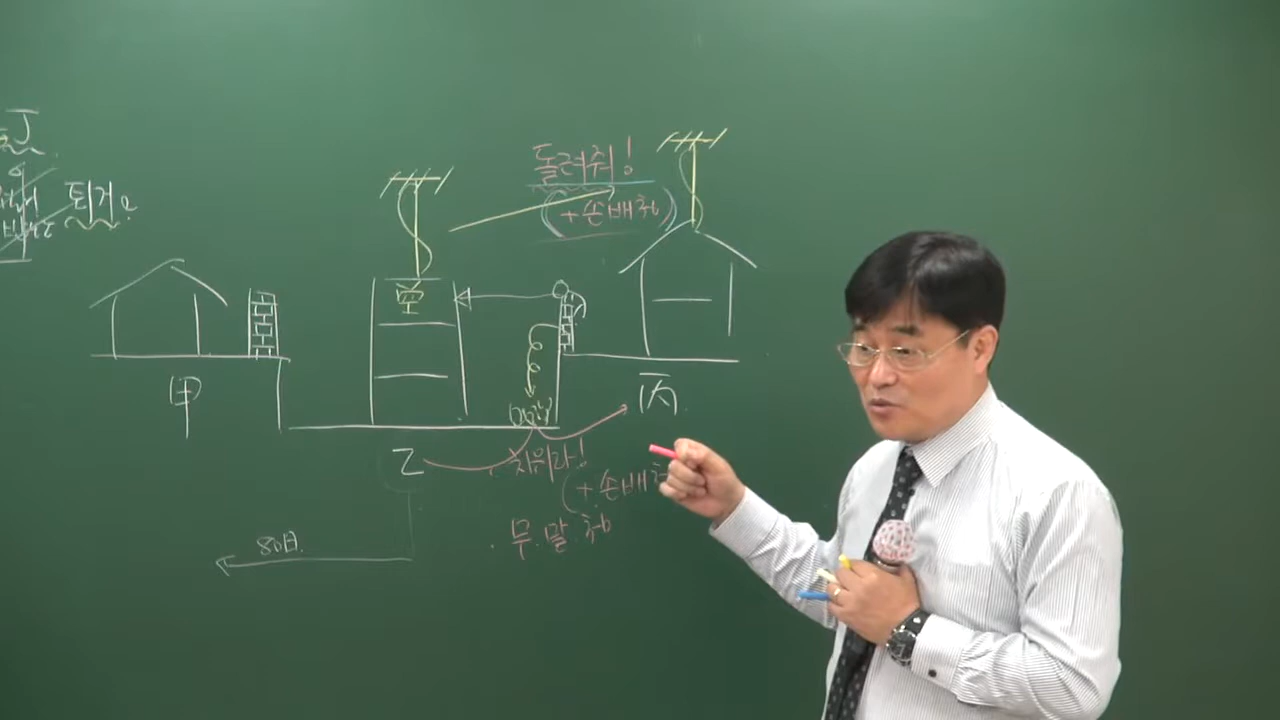 퇴거?
돌려줘!
(+손배청)
空
甲
乙
丙
치워라!
(+손배청
80日.
무.말.청